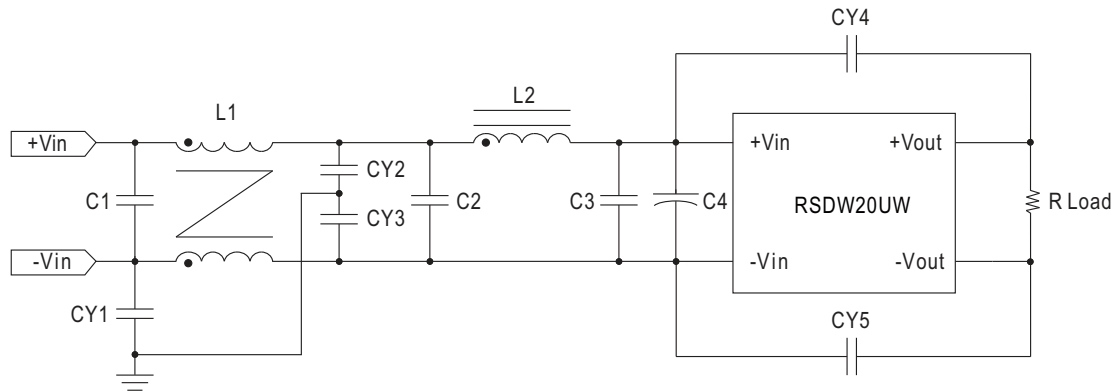 CY4
L2
L1
+Vin
+Vin
+Vout
CY2
C1
C2
C3
C4
RSDW20UW
R Load
CY3
-Vin
-Vin
-Vout
CY1
CY5